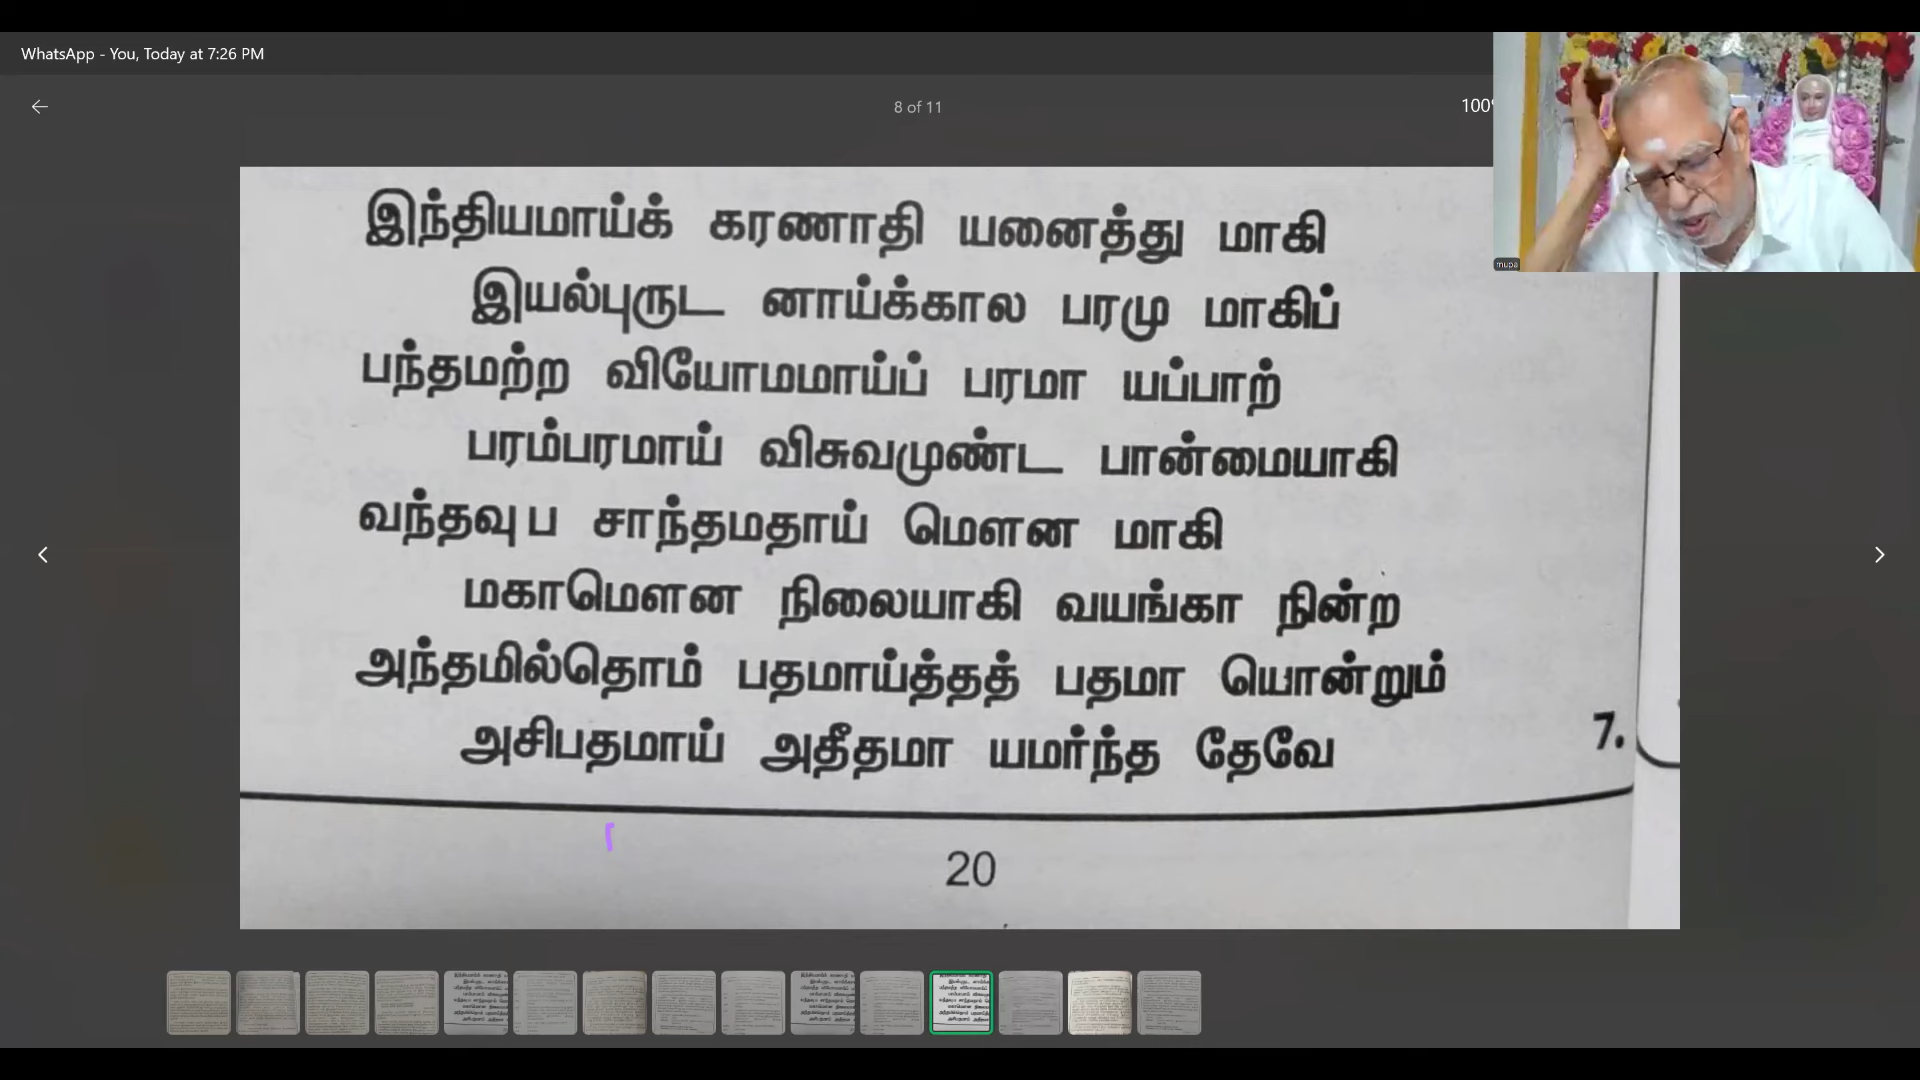 WhatsApp - You, Today at 7:26 PM
8 of 11
100%
இந்தியமாய்க் கரணாதி யனைத்து மாகி
இயல்புருட னாய்க்கால பரமு மாகிப்
பந்தமற்ற வியோமமாய்ப் பரமா யப்பாற்
பரம்பரமாய் விசுவமுண்ட பான்மையாகி
வந்தவுப சாந்தமதாய் மௌன மாகி
மகாமௌன நிலையாகி வயங்கா நின்ற
அந்தமில்தொம் பதமாய்த்தத் பதமா யொன்றும்
அசிபதமாய் அதீதமா யமர்ந்த தேவே
7.
20
mupa